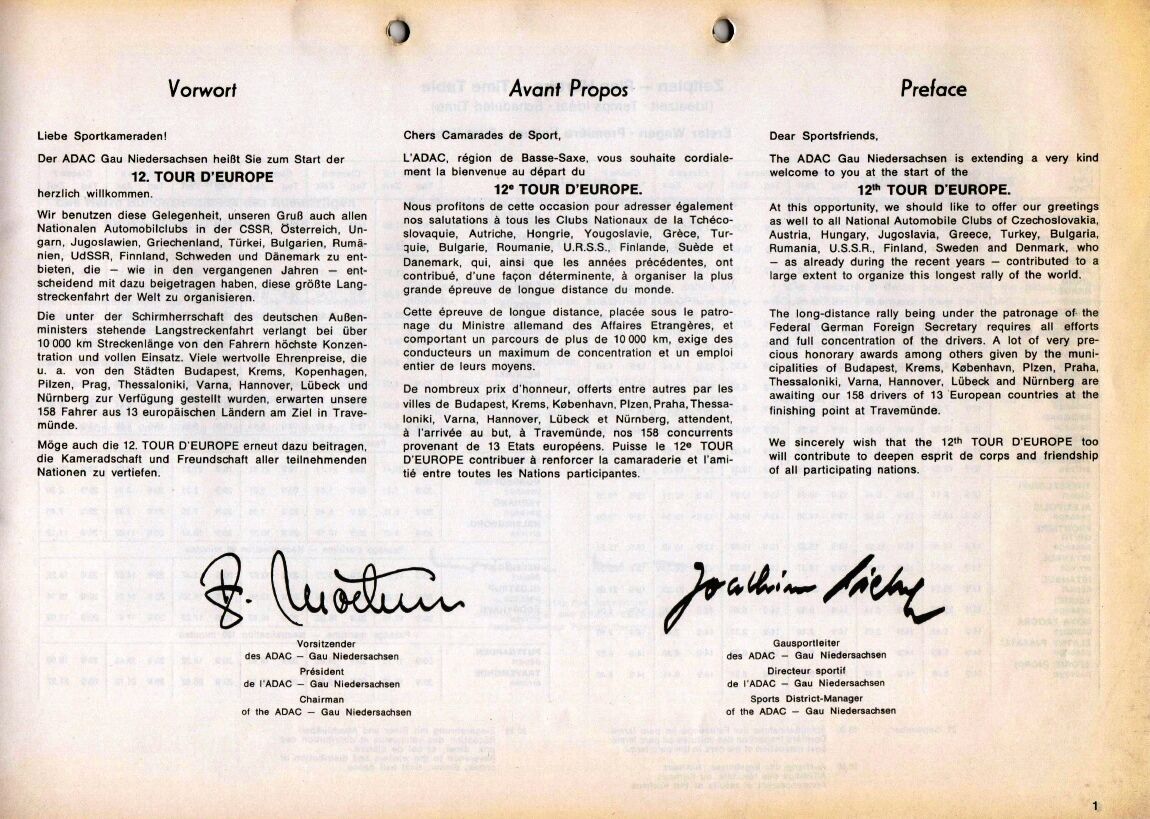 Vorwort
Liebe Sportkameraden!
Der ADAC Gau Niedersachsen heißt Sie zum Start der
12. TOUR D'EUROPE
herzlich willkommen.
Wir benutzen diese Gelegenheit, unseren Gruß auch allen
Nationalen Automobilclubs in der CSSR, Österreich, Un-
garn, Jugoslawien, Griechenland, Türkei, Bulgarien, Rumä-
nien, UdSSR, Finnland, Schweden und Dänemark zu ent-
bieten, die — wie in den vergangenen Jahren — ent-
scheidend mit dazu beigetragen haben, diese größte Lang-
streckenfahrt der Welt zu organisieren.
Die unter der Schirmherrschaft des deutschen Außen-
ministers stehende Langstreckenfahrt verlangt bei über
10 000 km Streckenlänge von den Fahrern höchste Konzen-
tration und vollen Einsatz. Viele wertvolle Ehrenpreise, die
u. a. von den Städten Budapest, Krems, Kopenhagen,
Pilzen, Prag, Thessaloniki, Varna, Hannover, Lübeck und
Nürnberg zur Verfügung gestellt wurden, erwarten unsere
158 Fahrer aus 13 europäischen Ländern am Ziel in Trave-
münde.
Möge auch die 12. TOUR D'EUROPE erneut dazu beitragen,
die Kameradschaft und Freundschaft aller teilnehmenden
Nationen zu vertiefen.
Avant Propos
Chers Camarades de Sport,
L'ADAC, région de Basse-Saxe, vous souhaite cordiale-
ment la bienvenue au départ du
12e TOUR D'EUROPE.
Nous profitons de cette occasion pour adresser également
nos salutations à tous les Clubs Nationaux de la Tchéco-
slovaquie, Autriche, Hongrie, Yougoslavie, Grèce, Tur-
quie, Bulgarie, Roumanie, U.R.S.S., Finlande, Suède et
Danemark, qui, ainsi que les années précédentes, ont
contribué, d'une façon déterminente, à organiser la plus
grande épreuve de longue distance du monde.
Cette épreuve de longue distance, placée sous le patro-
nage du Ministre allemand des Affaires Etrangères, et
comportant un parcours de plus de 10 000 km, exige des
conducteurs un maximum de concentration et un emploi
entier de leurs moyens.
De nombreux prix d'honneur, offerts entre autres par les
villes de Budapest, Krems, København, Plzen, Praha, Thessa-
loniki, Varna, Hannover, Lübeck et Nürnberg, attendent,
à l'arrivée au but, à Travemünde, nos 158 concurrents
provenant de 13 Etats européens. Puisse le 12e TOUR
D'EUROPE contribuer à renforcer la camaraderie et l'ami-
tié entre toutes les Nations participantes.
Preface
Dear Sportsfriends,
The ADAC Gau Niedersachsen is extending a very kind
welcome to you at the start of the
12th TOUR D'EUROPE.
At this opportunity, we should like to offer our greetings
as well to all National Automobile Clubs of Czechoslovakia,
Austria, Hungary, Jugoslavia, Greece, Turkey, Bulgaria,
Rumania, U.S.S.R., Finland, Sweden and Denmark, who
— as already during the recent years — contributed to a
large extent to organize this longest rally of the world.
The long-distance rally being under the patronage of the
Federal German Foreign Secretary requires all efforts
and full concentration of the drivers. A lot of very pre-
cious honorary awards among others given by the muni-
cipalities of Budapest, Krems, København, Plzen, Praha,
Thessaloniki, Varna, Hannover, Lübeck and Nürnberg are
awaiting our 158 drivers of 13 European countries at the
finishing point at Travemünde.
We sincerely wish that the 12th TOUR D'EUROPE too
will contribute to deepen esprit de corps and friendship
of all participating nations.
Vorsitzender
des ADAC — Gau Niedersachsen
Président
de l'ADAC — Gau Niedersachsen
Chairman
of the ADAC — Gau Niedersachsen
Joachim
Gausportleiter
des ADAC — Gau Niedersachsen
Directeur sportif
de l'ADAC — Gau Niedersachsen
Sports District-Manager
of the ADAC — Gau Niedersachsen
1